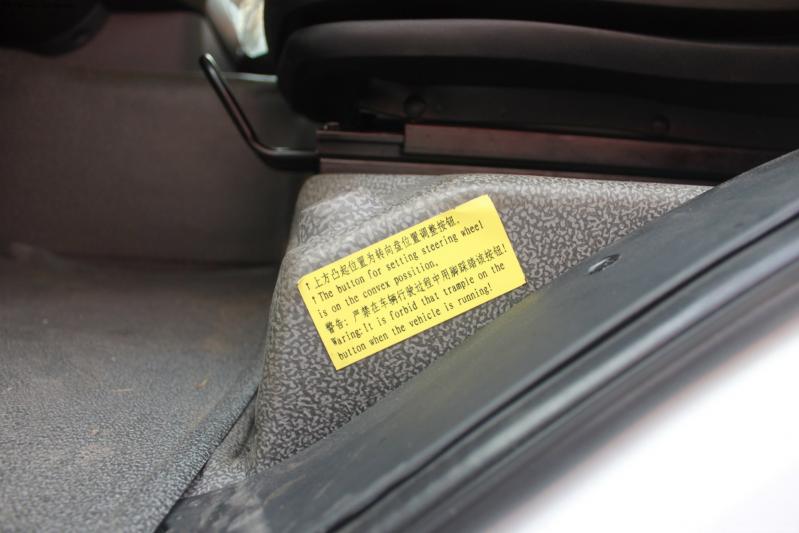 ↑上方凸起位置为转向盘位置调整按钮。
↑The button for setting steering wheel
is on the convex possition。
警告：严禁在车辆行驶过程中用脚踩踏该按钮！
Waring:It is forbid that trample on the
button when the vehicle is running!